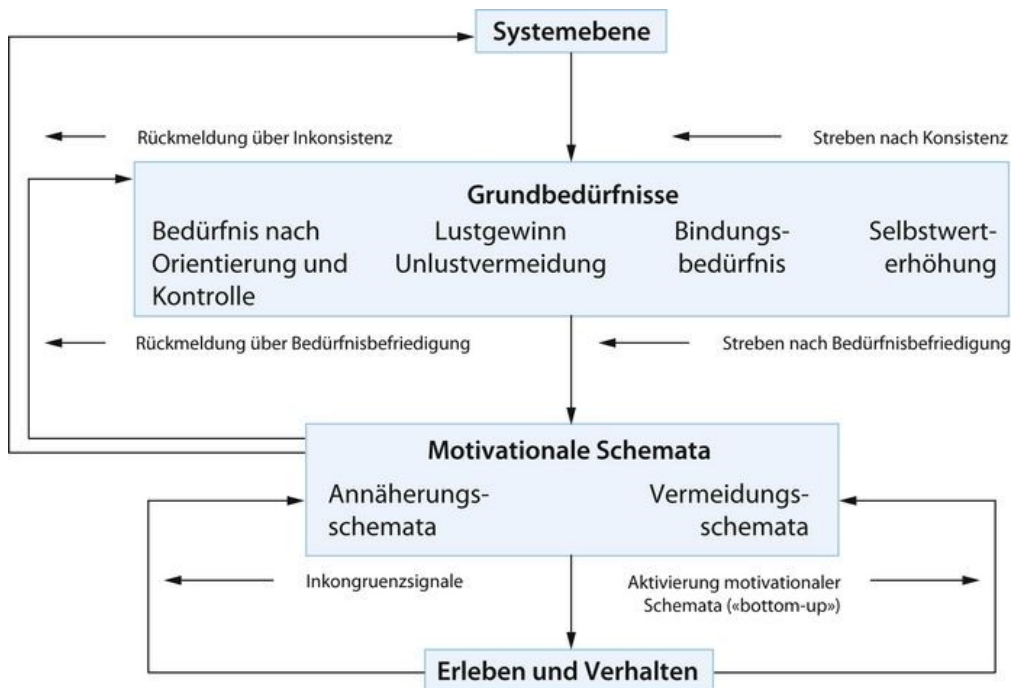 Systemebene
Rückmeldung über Inkonsistenz
Streben nach Konsistenz
Grundbedürfnisse
Bedürfnis nach
Orientierung und
Kontrolle
Lustgewinn
Unlustvermeidung
Bindungs-
bedürfnis
Selbstwert-
erhöhung
Rückmeldung über Bedürfnisbefriedigung
Streben nach Bedürfnisbefriedigung
Motivationale Schemata
Annäherungs-
schemata
Vermeidungs-
schemata
Inkongruenzsignale
Aktivierung motivationaler
Schemata («bottom-up»)
Erleben und Verhalten